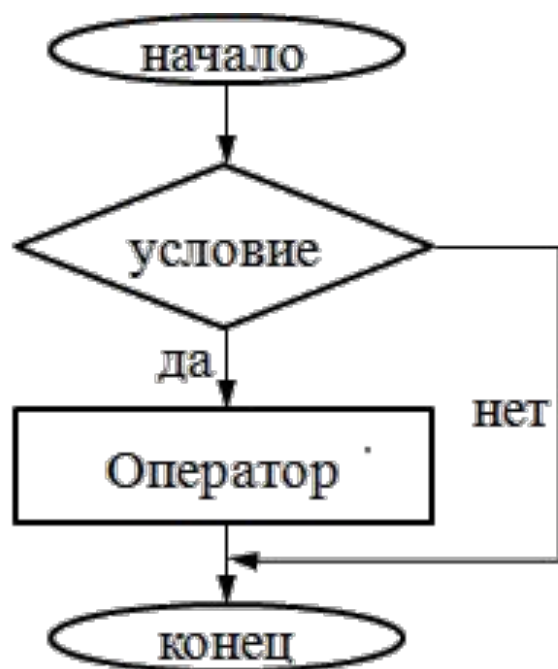 начало
условие
да
нет
Оператор
конец